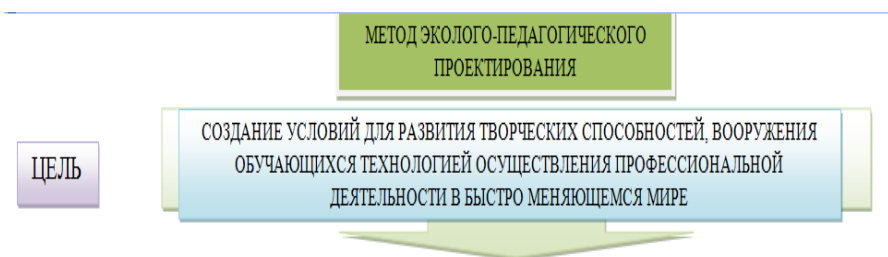 МЕТОД ЭКОЛОГО-ПЕДАГОГИЧЕСКОГО
ПРОЕКТИРОВАНИЯ
ЦЕЛЬ
СОЗДАНИЕ УСЛОВИЙ ДЛЯ РАЗВИТИЯ ТВОРЧЕСКИХ СПОСОБНОСТЕЙ, ВООРУЖЕНИЯ
ОБУЧАЮЩИХСЯ ТЕХНОЛОГИЕЙ ОСУЩЕСТВЛЕНИЯ ПРОФЕССИОНАЛЬНОЙ
ДЕЯТЕЛЬНОСТИ В БЫСТРО МЕНЯЮЩЕМСЯ МИРЕ